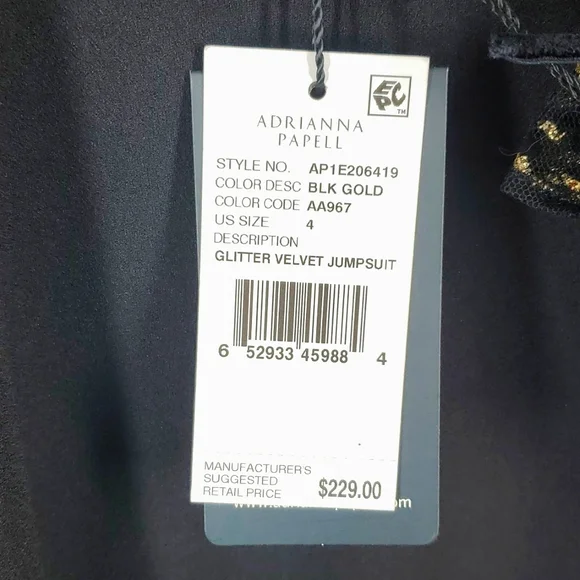 EPC™
ADRIANNA
PAPELL
STYLE NO. AP1E206419
COLOR DESC BLK GOLD
COLOR CODE AA967
US SIZE 4
DESCRIPTION
GLITTER VELVET JUMPSUIT
6 52933 45988 4
MANUFACTURER'S
SUGGESTED
RETAIL PRICE $229.00